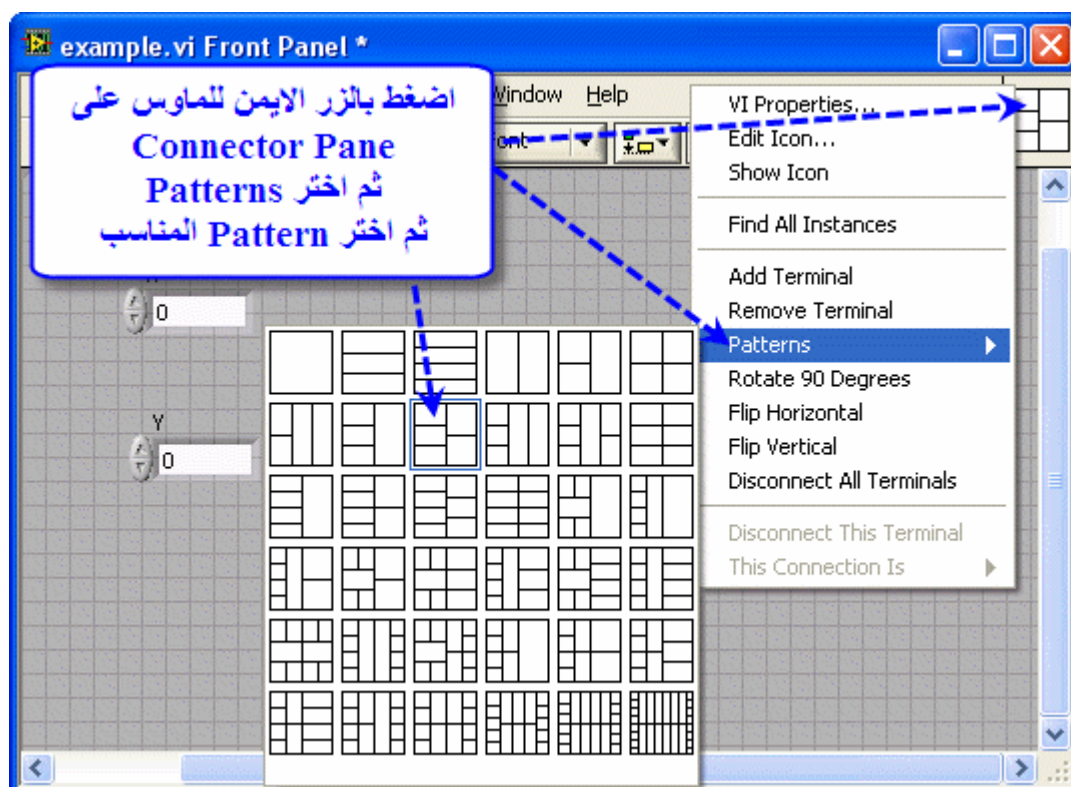 example.vi Front Panel *
اضغط بالزر الايمن للماوس على
Connector Pane
ثم اختر Patterns
ثم اختر Pattern المناسب
Window Help
VI Properties...
Edit Icon...
Show Icon
Find All Instances
Add Terminal
Remove Terminal
Patterns
Rotate 90 Degrees
Flip Horizontal
Flip Vertical
Disconnect All Terminals
Disconnect This Terminal
This Connection Is
0
Y
0